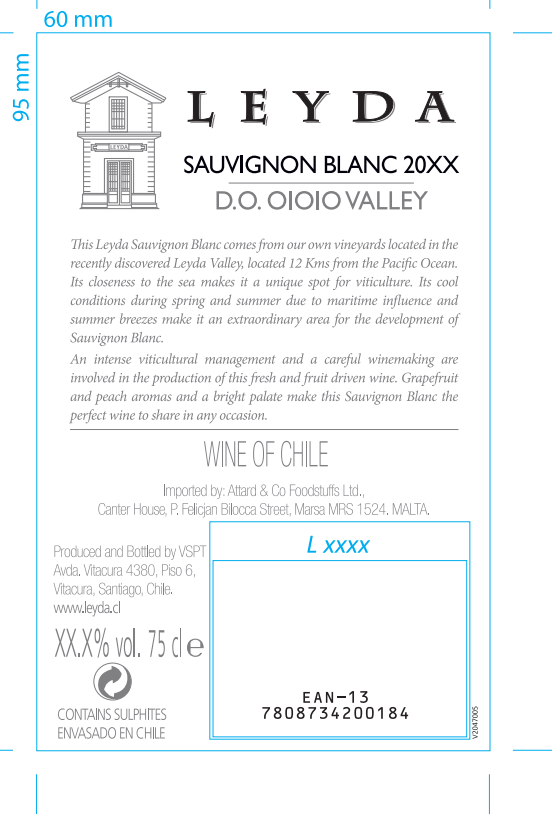 60 mm
95 mm
LEYDA
LEYDA
SAUVIGNON BLANC 20XX
D.O. OIOIO VALLEY
This Leyda Sauvignon Blanc comes from our own vineyards located in the
recently discovered Leyda Valley, located 12 Kms from the Pacific Ocean.
Its closeness to the sea makes it a unique spot for viticulture. Its cool
conditions during spring and summer due to maritime influence and
summer breezes make it an extraordinary area for the development of
Sauvignon Blanc.
An intense viticultural management and a careful winemaking are
involved in the production of this fresh and fruit driven wine. Grapefruit
and peach aromas and a bright palate make this Sauvignon Blanc the
perfect wine to share in any occasion.
WINE OF CHILE
Imported by: Attard & Co Foodstuffs Ltd.,
Canter House, P. Felicjan Bilocca Street, Marsa MRS 1524. MALTA.
Produced and Bottled by VSPT
Avda. Vitacura 4380, Piso 6,
Vitacura, Santiago, Chile.
www.leyda.cl
XX.X% vol. 75 cl e
CONTAINS SULPHITES
ENVASADO EN CHILE
L xxxx
EAN-13
7808734200184
V2047005